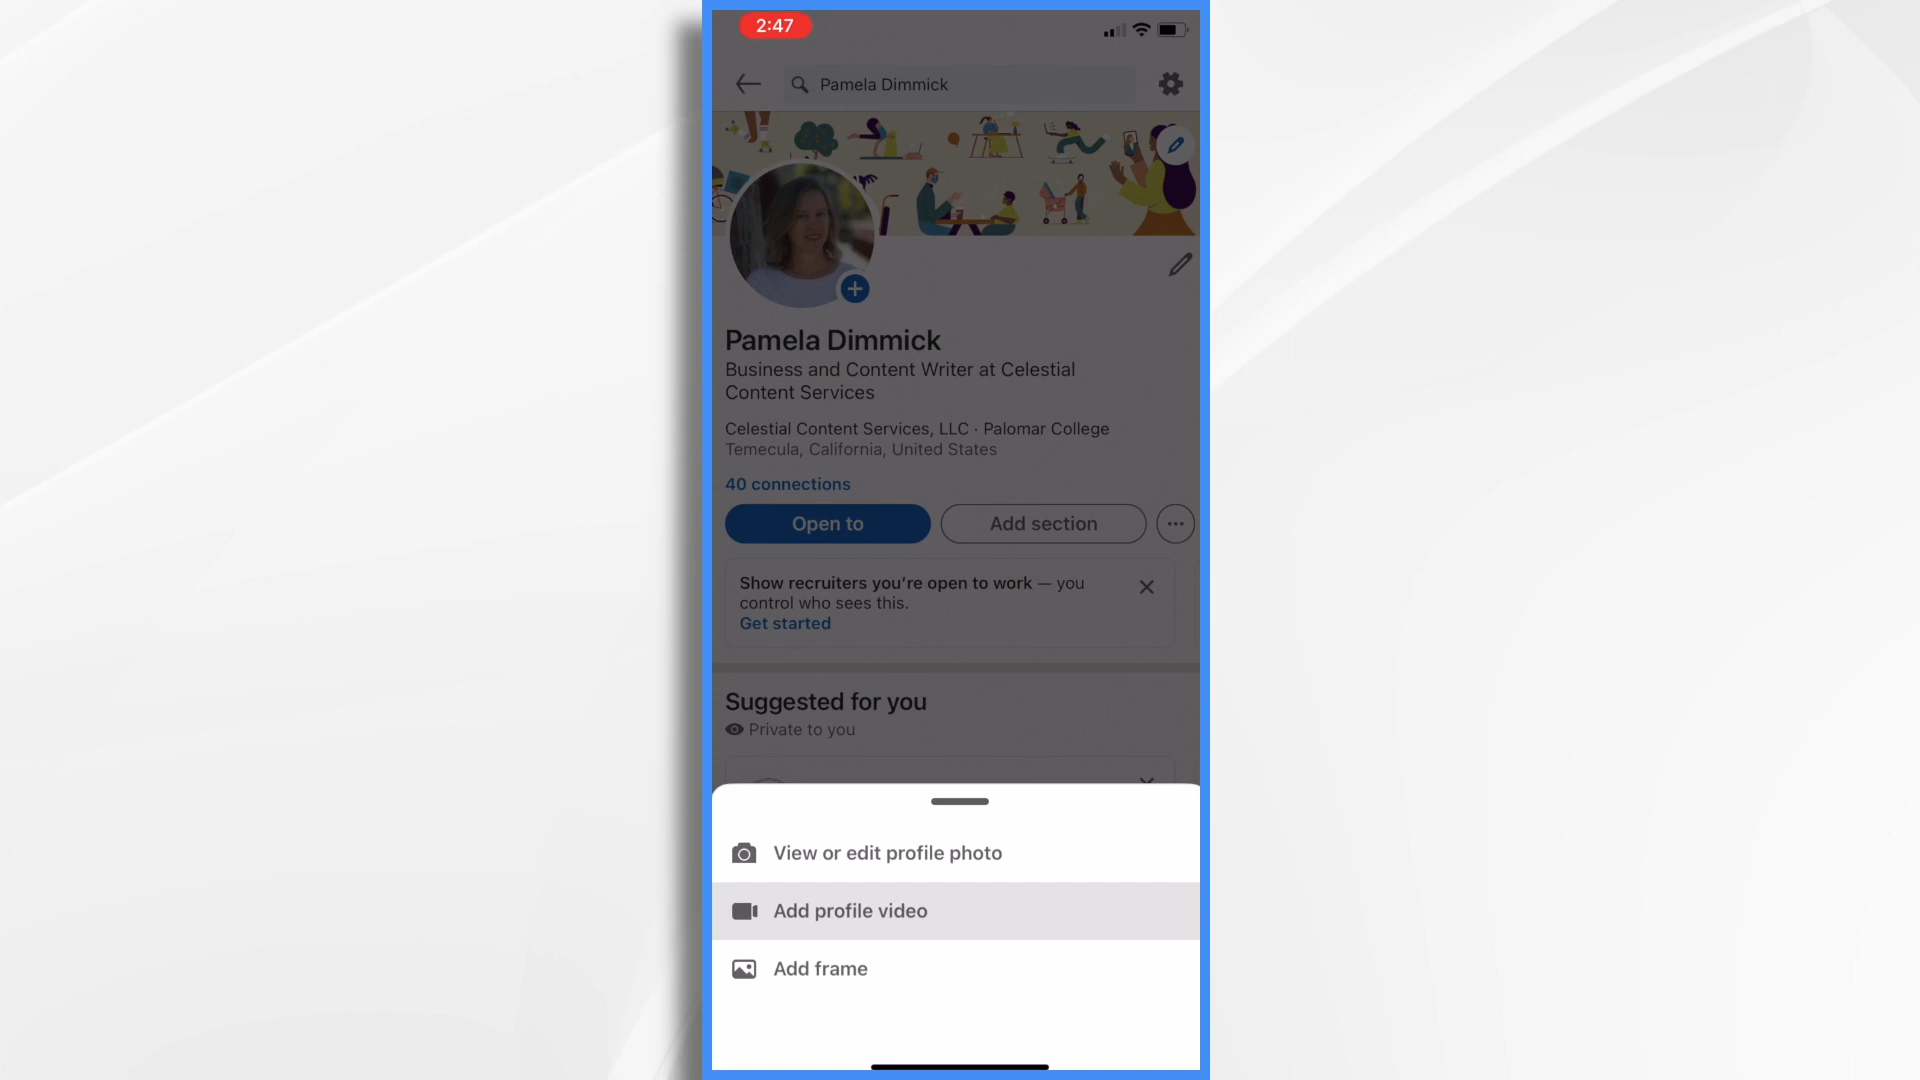 2:47
Pamela Dimmick
Pamela Dimmick
Business and Content Writer at Celestial
Content Services
Celestial Content Services, LLC · Palomar College
Temecula, California, United States
40 connections
Open to
Add section
Show recruiters you're open to work — you
control who sees this.
Get started
Suggested for you
Private to you
View or edit profile photo
Add profile video
Add frame